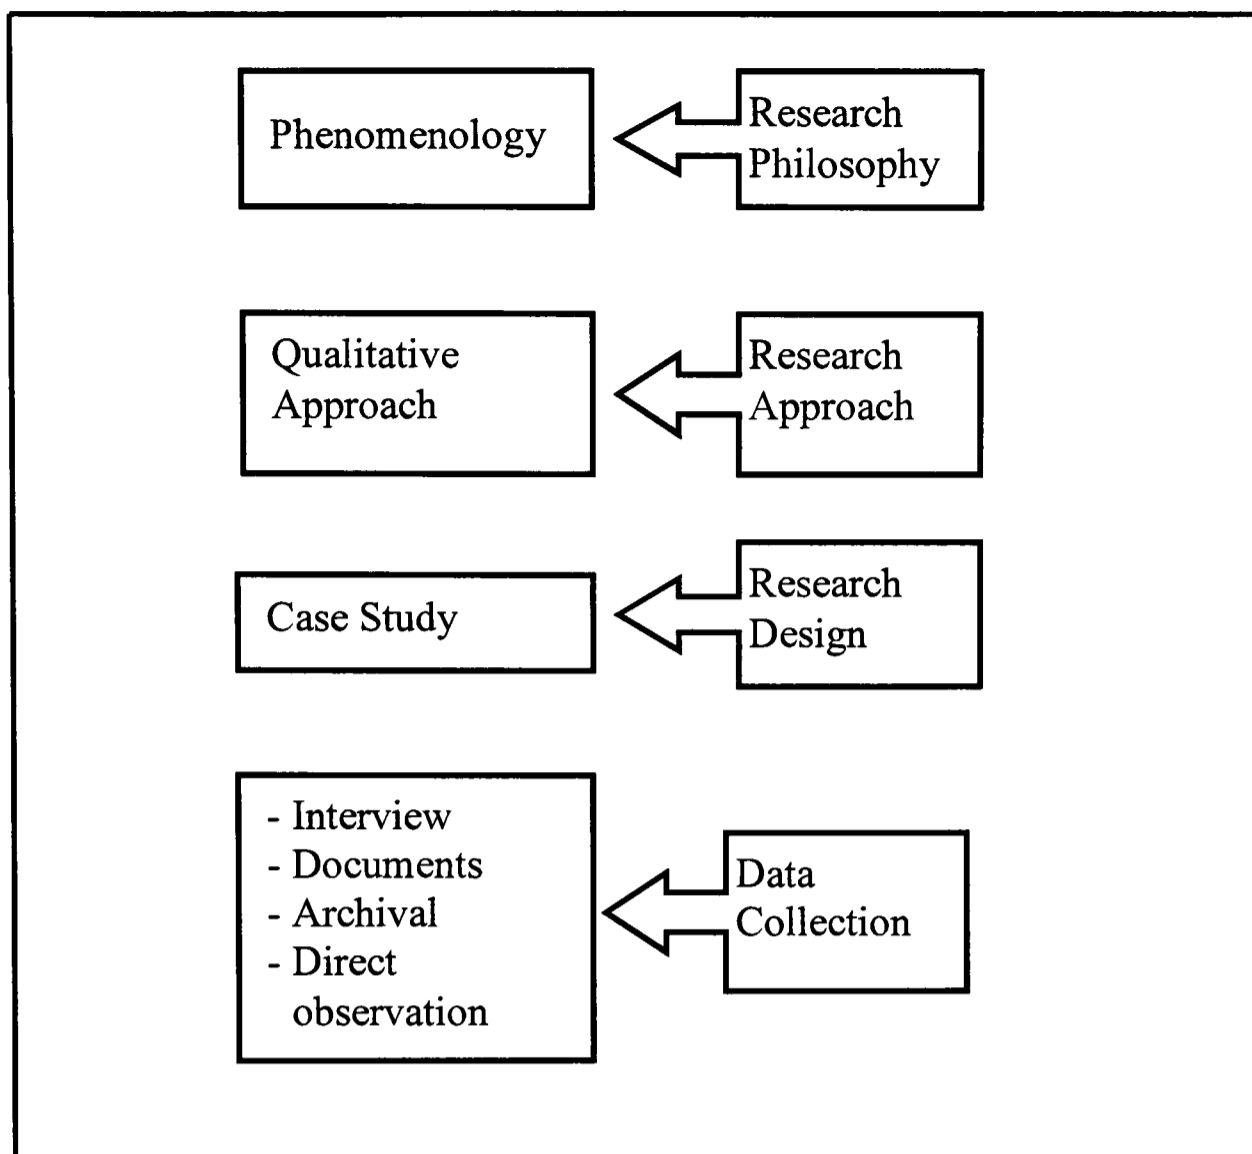 Phenomenology
Research
Philosophy
Qualitative
Approach
Research
Approach
Case Study
Research
Design
- Interview
- Documents
- Archival
- Direct
observation
Data
Collection